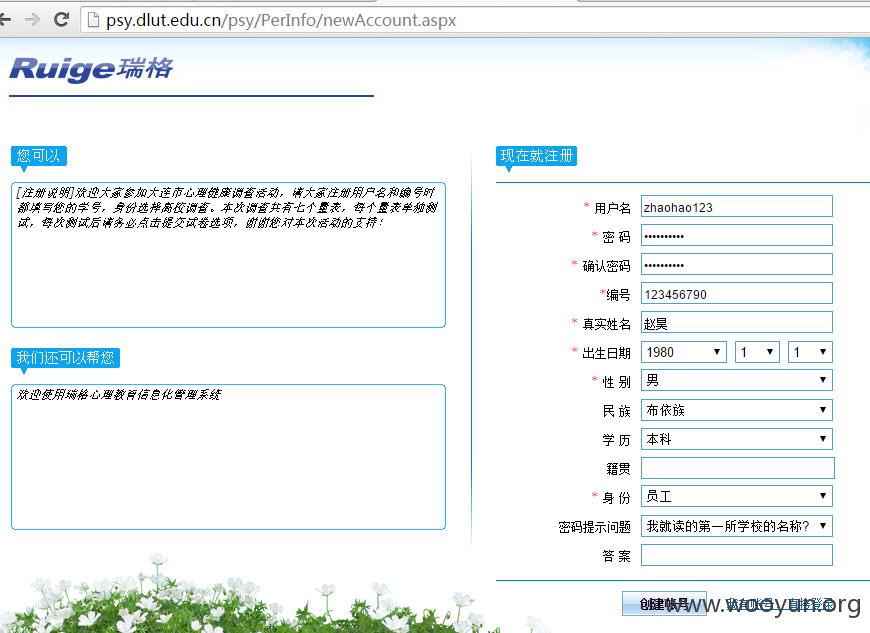 psy.dlut.edu.cn/psy/PerInfo/newAccount.aspx
Ruige瑞格
您可以
[注册说明]欢迎大家参加大连市心理健康调查活动，请大家注册用户名和编号时
都填写您的学号，身份选择高校调查。本次调查共有七个量表，每个量表单独测
试，每次测试后请务必点击提交试卷选项，谢谢您对本次活动的支持！
我们还可以帮您
欢迎使用瑞格心理教育信息化管理系统
现在就注册
* 用户名 zhaohao123
* 密 码 ••••••••••
* 确认密码 ••••••••••
*编号 123456790
* 真实姓名 赵昊
* 出生日期 1980 1 1
* 性 别 男
民 族 布依族
学 历 本科
籍贯
* 身 份 员工
密码提示问题 我就读的第一所学校的名称?
答 案
创建帐号
www.wooyun.org